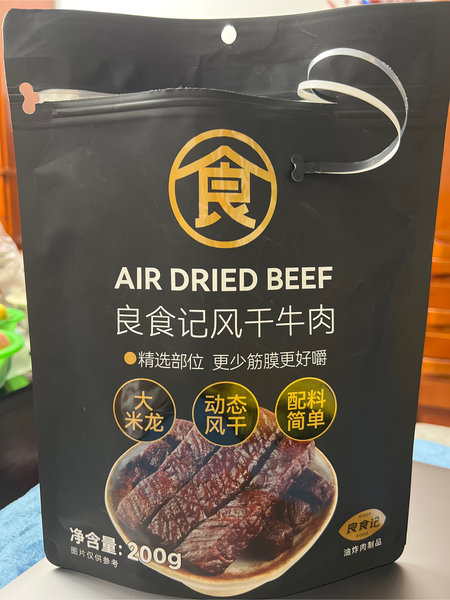 食
AIR DRIED BEEF
良食记风干牛肉
精选部位 更少筋膜更好嚼
大
米龙
动态
风干
配料
简单
净含量: 200g
图片仅供参考
GOOD
良食记
FOOD
油炸肉制品